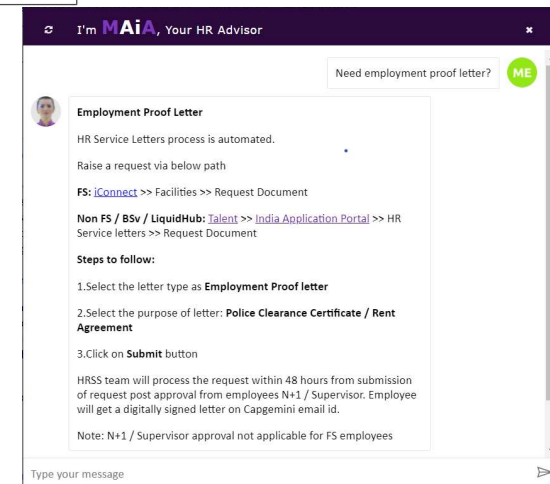 I'm MAiA, Your HR Advisor
Need employment proof letter?
ME
Employment Proof Letter
HR Service Letters process is automated.
Raise a request via below path
FS: iConnect >> Facilities >> Request Document
Non FS / BSv / LiquidHub: Talent >> India Application Portal >> HR
Service letters >> Request Document
Steps to follow:
1.Select the letter type as Employment Proof letter
2.Select the purpose of letter: Police Clearance Certificate / Rent
Agreement
3.Click on Submit button
HRSS team will process the request within 48 hours from submission
of request post approval from employees N+1 / Supervisor. Employee
will get a digitally signed letter on Capgemini email id.
Note: N+1 / Supervisor approval not applicable for FS employees
Type your message